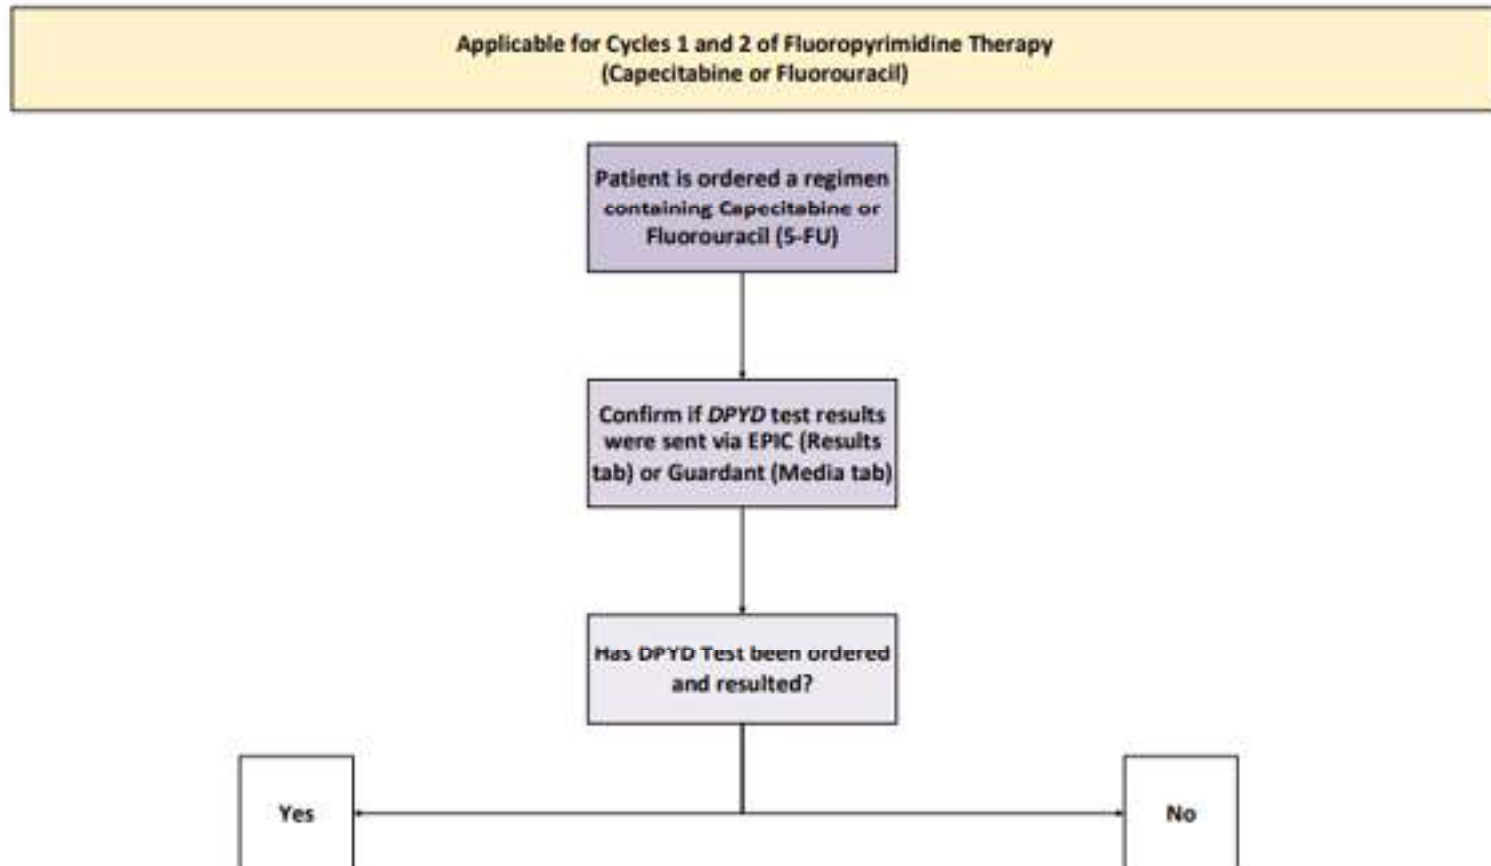 Applicable for Cycles 1 and 2 of Fluoropyrimidine Therapy
(Capecitabine or Fluorouracil)
Patient is ordered a regimen
containing Capecitabine or
Fluorouracil (5-FU)
Confirm if DPYD test results
were sent via EPIC (Results
tab) or Guardant (Media tab)
Has DPYD Test been ordered
and resulted?
Yes
No